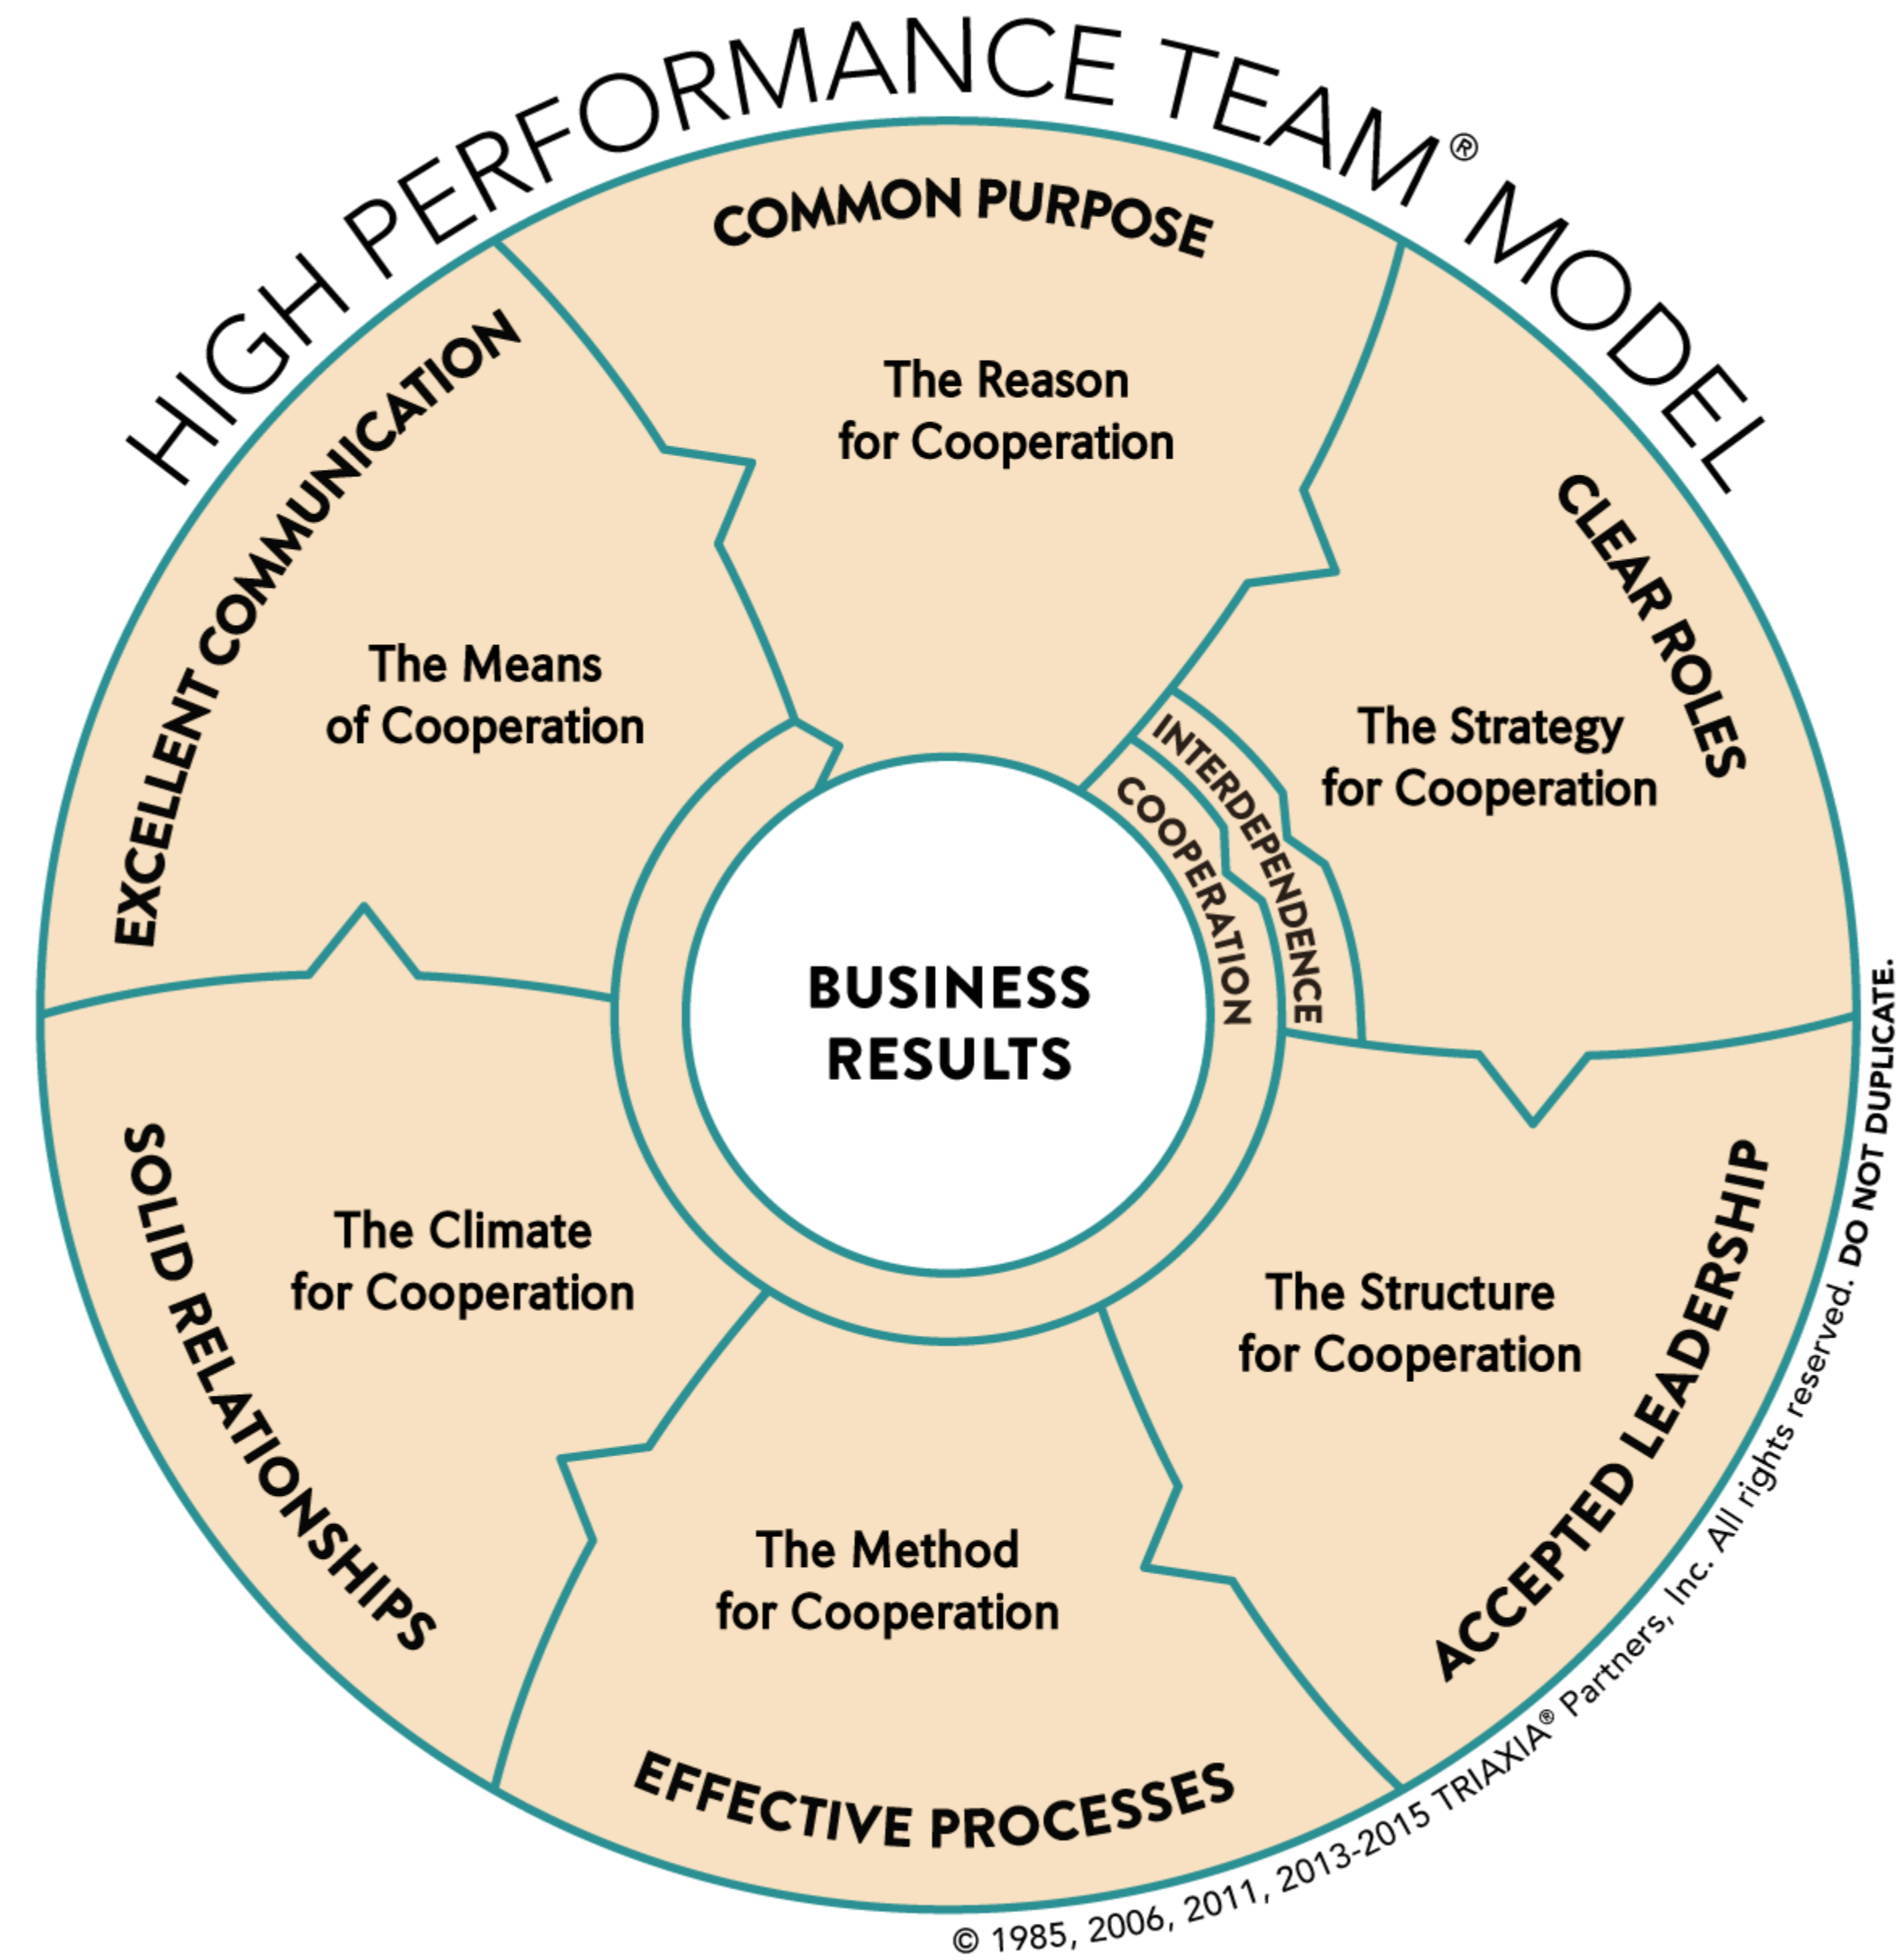 HIGH PERFORMANCE TEAM® MODEL
COMMON PURPOSE
The Reason
for Cooperation
CLEAR ROLES
The Strategy
for Cooperation
INTERDEPENDENCE
COOPERATION
ACCEPTED LEADERSHIP
The Structure
for Cooperation
EFFECTIVE PROCESSES
The Method
for Cooperation
SOLID RELATIONSHIPS
The Climate
for Cooperation
EXCELLENT COMMUNICATION
The Means
of Cooperation
BUSINESS
RESULTS
© 1985, 2006, 2011, 2013-2015 TRIAXIA® Partners, Inc. All rights reserved. DO NOT DUPLICATE.